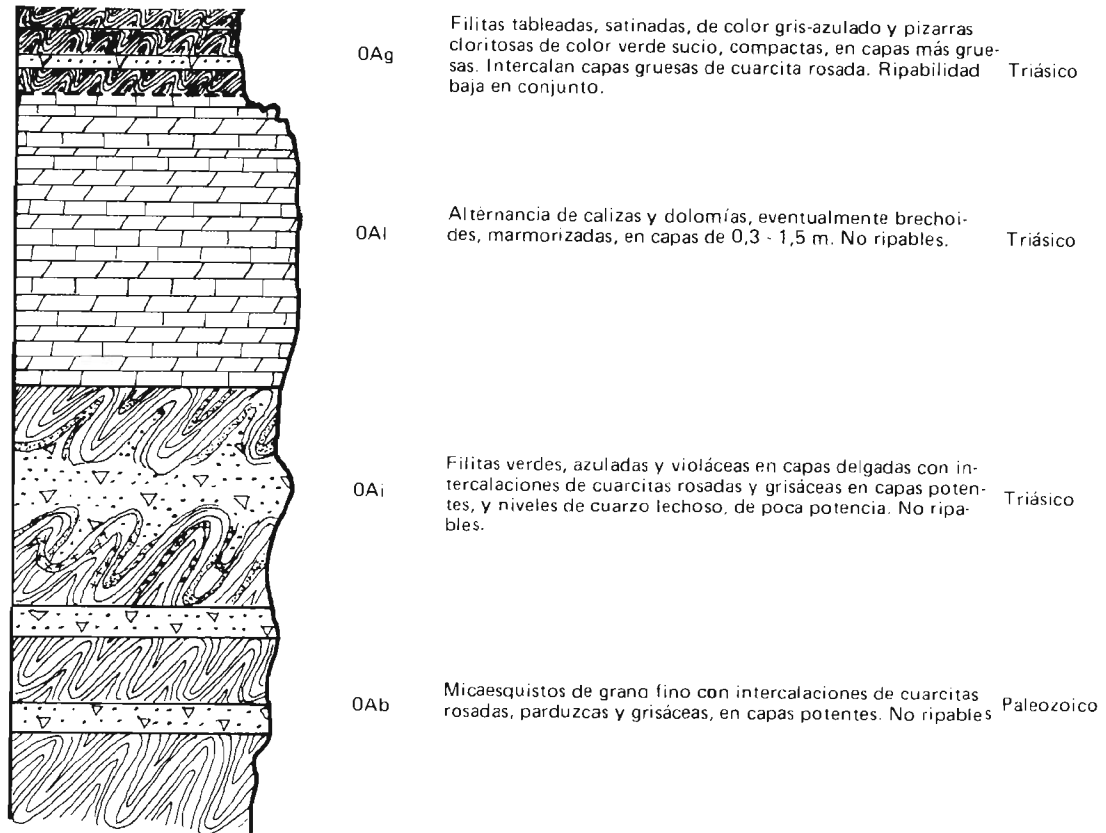 0Ag
Filitas tableadas, satinadas, de color gris-azulado y pizarras
cloritosas de color verde sucio, compactas, en capas más grue-
sas. Intercalan capas gruesas de cuarcita rosada. Ripabilidad
baja en conjunto.
Triásico
0Al
Alternancia de calizas y dolomías, eventualmente brechoi-
des, marmorizadas, en capas de 0,3 - 1,5 m. No ripables.
Triásico
0Ai
Filitas verdes, azuladas y violáceas en capas delgadas con in-
tercalaciones de cuarcitas rosadas y grisáceas en capas poten-
tes, y niveles de cuarzo lechoso, de poca potencia. No ripa-
bles.
Triásico
0Ab
Micaesquistos de grano fino con intercalaciones de cuarcitas
rosadas, parduzcas y grisáceas, en capas potentes. No ripables
Paleozoico